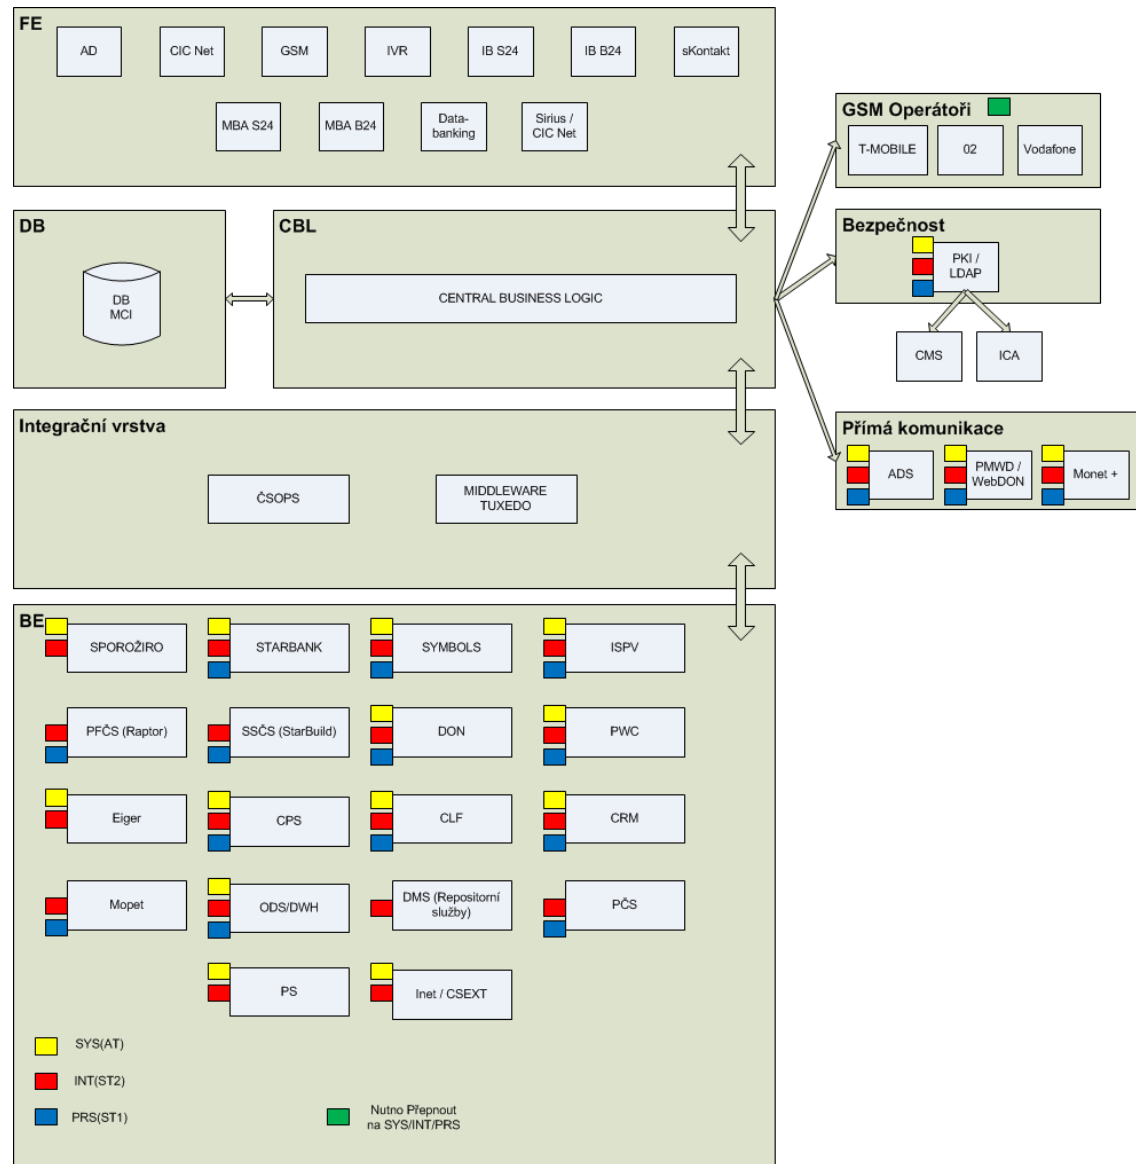 FE
AD
CIC Net
GSM
IVR
IB S24
IB B24
sKontakt
MBA S24
MBA B24
Data-
banking
Sirius /
CIC Net
GSM Operátoři
T-MOBILE
02
Vodafone
DB
DB
MCI
CBL
CENTRAL BUSINESS LOGIC
Bezpečnost
PKI /
LDAP
CMS
ICA
Integrační vrstva
ČSOPS
MIDDLEWARE
TUXEDO
Přímá komunikace
ADS
PMWD /
WebDON
Monet +
BE
SPOROŽIRO
STARBANK
SYMBOLS
ISPV
PFČS (Raptor)
SSČS (StarBuild)
DON
PWC
Eiger
CPS
CLF
CRM
Mopet
ODS/DWH
DMS (Repositorní
služby)
PČS
PS
Inet / CSEXT
SYS(AT)
INT(ST2)
PRS(ST1)
Nutno Přepnout
na SYS/INT/PRS